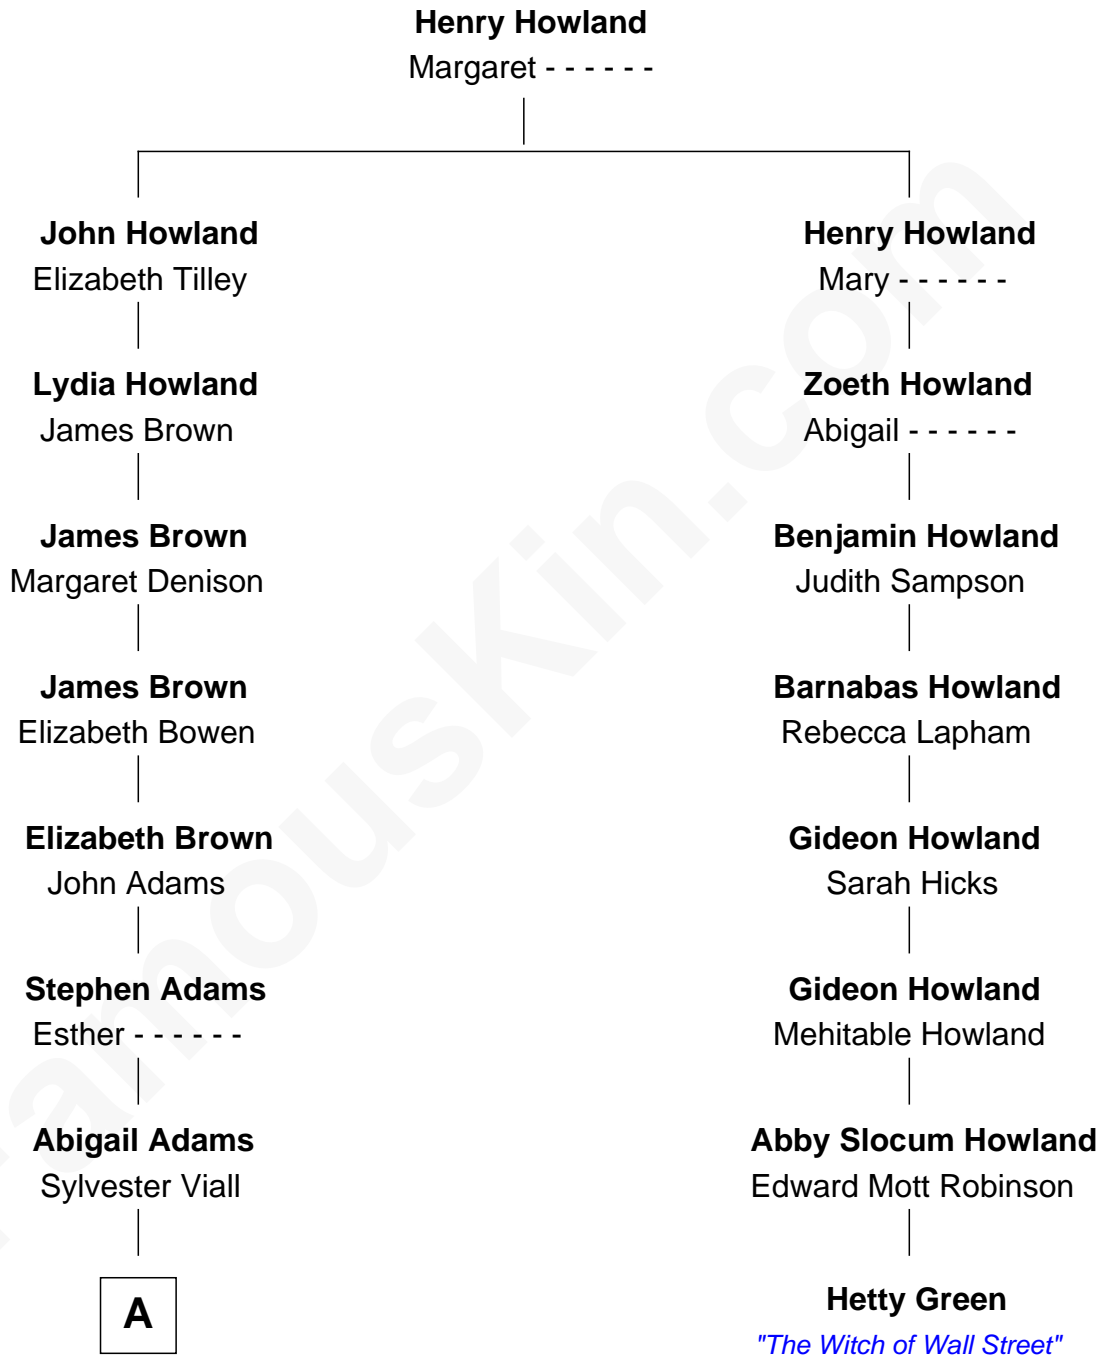 Henry Howland
Margaret - - - - - -
John Howland
Elizabeth Tilley
Henry Howland
Mary - - - - - -
Lydia Howland
James Brown
Zoeth Howland
Abigail - - - - - -
James Brown
Margaret Denison
Benjamin Howland
Judith Sampson
James Brown
Elizabeth Bowen
Barnabas Howland
Rebecca Lapham
Elizabeth Brown
John Adams
Gideon Howland
Sarah Hicks
Stephen Adams
Esther - - - - - -
Gideon Howland
Mehitable Howland
Abigail Adams
Sylvester Viall
Abby Slocum Howland
Edward Mott Robinson
A
Hetty Green
"The Witch of Wall Street"
FamousKin.com